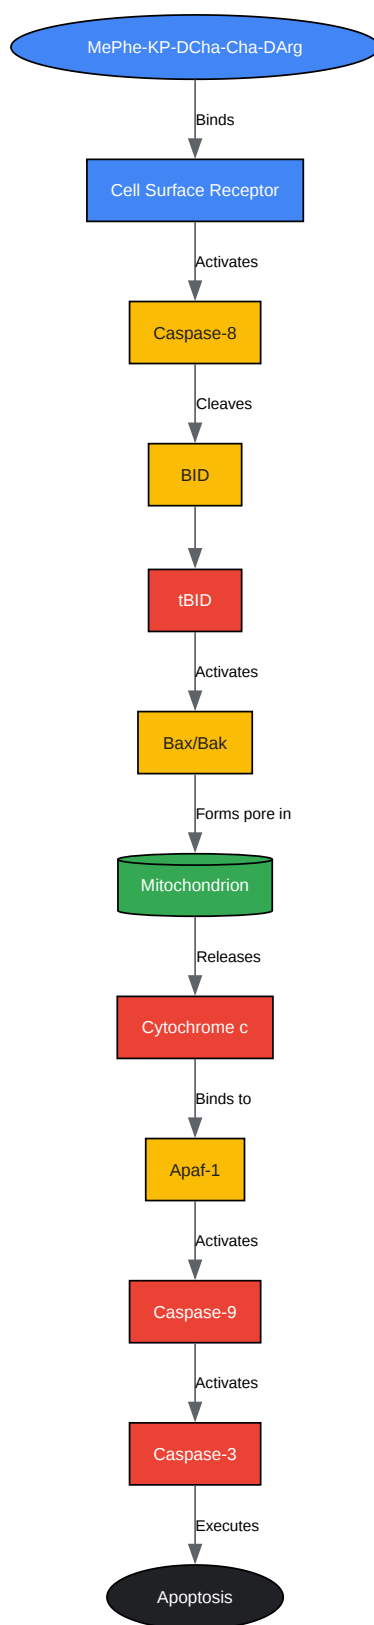 MePhe-KP-DCha-Cha-DArg
Binds
Cell Surface Receptor
Activates
Caspase-8
Cleaves
BID
tBID
Activates
Bax/Bak
Forms pore in
Mitochondrion
Releases
Cytochrome c
Binds to
Apaf-1
Activates
Caspase-9
Activates
Caspase-3
Executes
Apoptosis